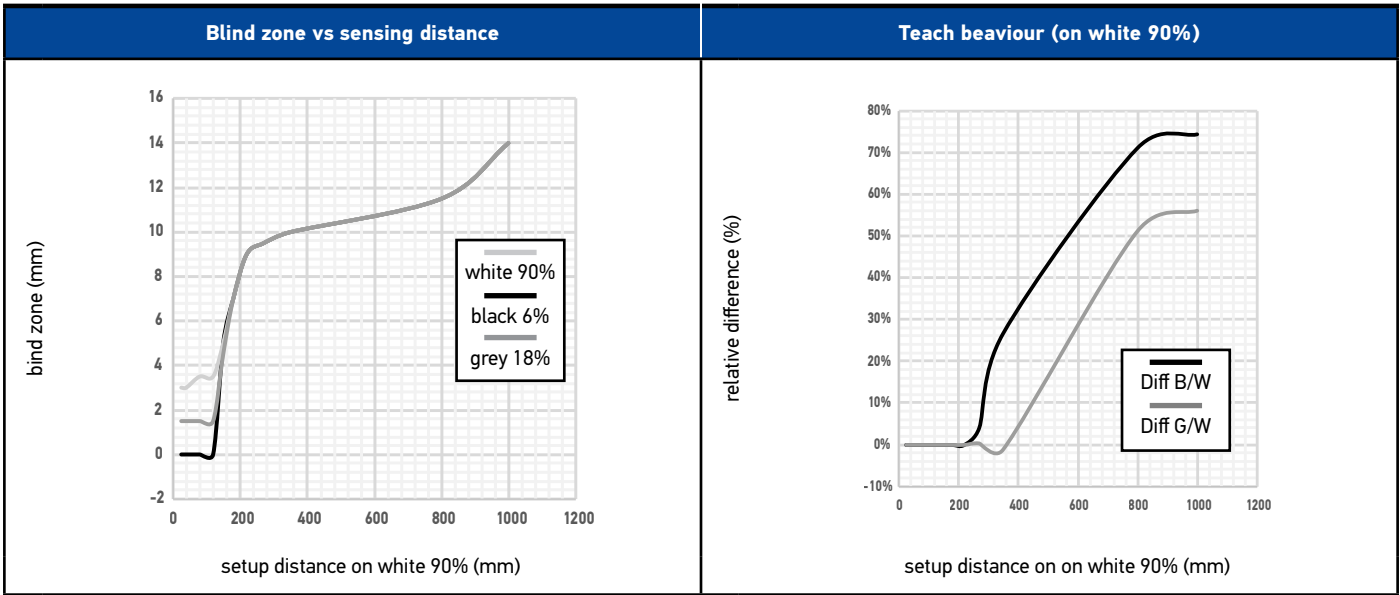 Blind zone vs sensing distance
Teach beaviour (on white 90%)
bind zone (mm)
16
14
12
10
8
6
4
2
0
-2
0 200 400 600 800 1000 1200
white 90%
black 6%
grey 18%
setup distance on white 90% (mm)
relative difference (%)
80%
70%
60%
50%
40%
30%
20%
10%
0%
-10%
0 200 400 600 800 1000 1200
Diff B/W
Diff G/W
setup distance on on white 90% (mm)